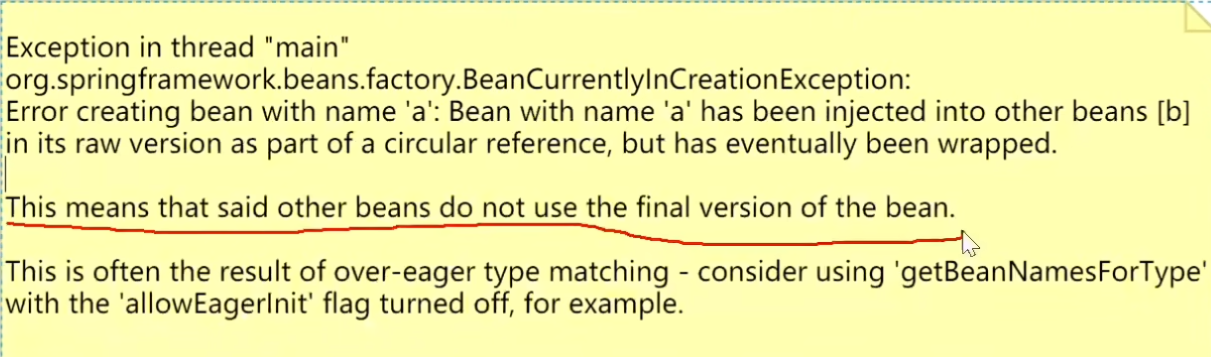 Exception in thread "main"
org.springframework.beans.factory.BeanCurrentlyInCreationException:
Error creating bean with name 'a': Bean with name 'a' has been injected into other beans [b]
in its raw version as part of a circular reference, but has eventually been wrapped.
This means that said other beans do not use the final version of the bean.
This is often the result of over-eager type matching - consider using 'getBeanNamesForType'
with the 'allowEagerInit' flag turned off, for example.